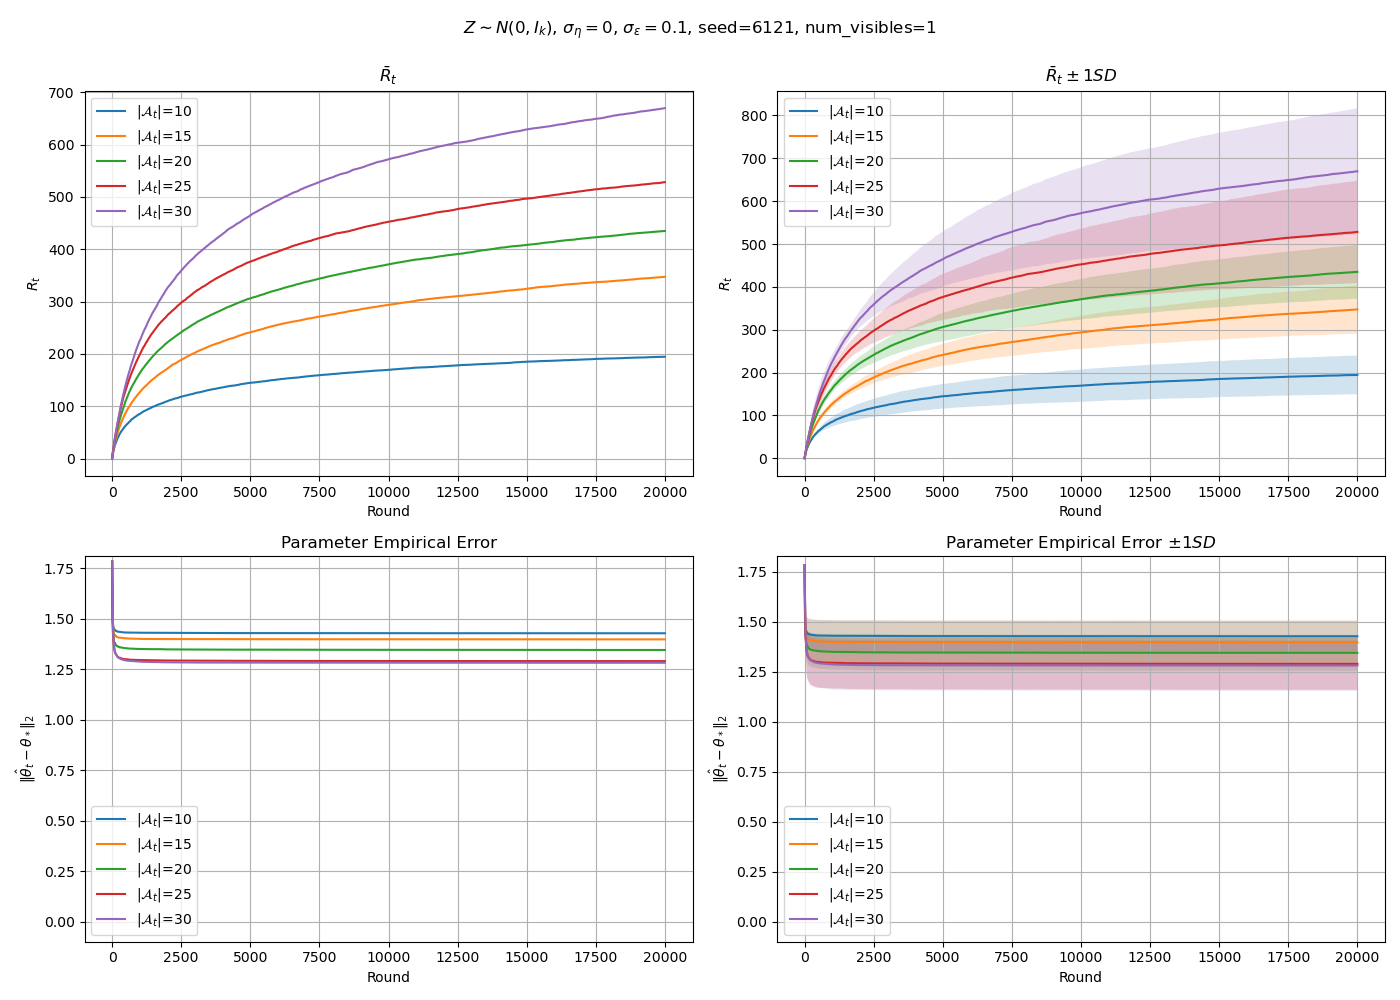 Z ∼ N(0, I_k), σ_η = 0, σ_ε = 0.1, seed=6121, num_visibles=1
R̄_t
R_t
700
600
500
400
300
200
100
0
|𝒜_t|=10
|𝒜_t|=15
|𝒜_t|=20
|𝒜_t|=25
|𝒜_t|=30
0 2500 5000 7500 10000 12500 15000 17500 20000
Round
R̄_t ± 1SD
R_t
800
700
600
500
400
300
200
100
0
|𝒜_t|=10
|𝒜_t|=15
|𝒜_t|=20
|𝒜_t|=25
|𝒜_t|=30
0 2500 5000 7500 10000 12500 15000 17500 20000
Round
Parameter Empirical Error
‖θ̂_t − θ_*‖_2
1.75
1.50
1.25
1.00
0.75
0.50
0.25
0.00
|𝒜_t|=10
|𝒜_t|=15
|𝒜_t|=20
|𝒜_t|=25
|𝒜_t|=30
0 2500 5000 7500 10000 12500 15000 17500 20000
Round
Parameter Empirical Error ±1SD
‖θ̂_t − θ_*‖_2
1.75
1.50
1.25
1.00
0.75
0.50
0.25
0.00
|𝒜_t|=10
|𝒜_t|=15
|𝒜_t|=20
|𝒜_t|=25
|𝒜_t|=30
0 2500 5000 7500 10000 12500 15000 17500 20000
Round